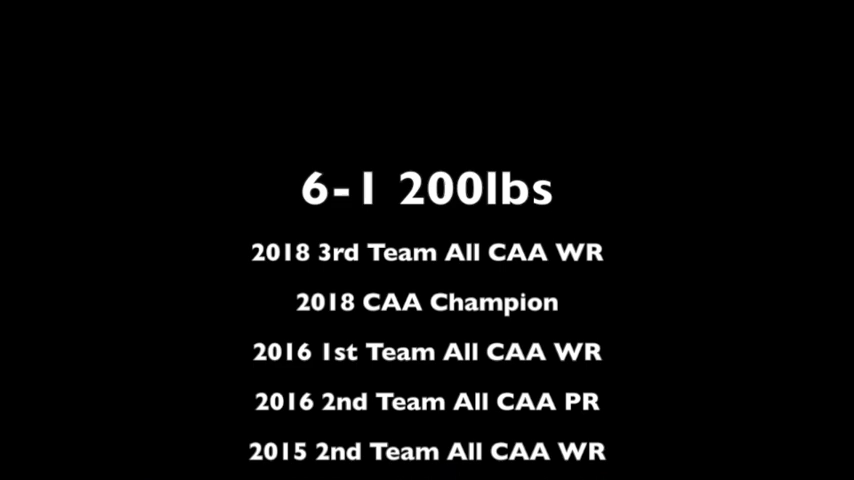 6-1 200lbs
2018 3rd Team All CAA WR
2018 CAA Champion
2016 1st Team All CAA WR
2016 2nd Team All CAA PR
2015 2nd Team All CAA WR